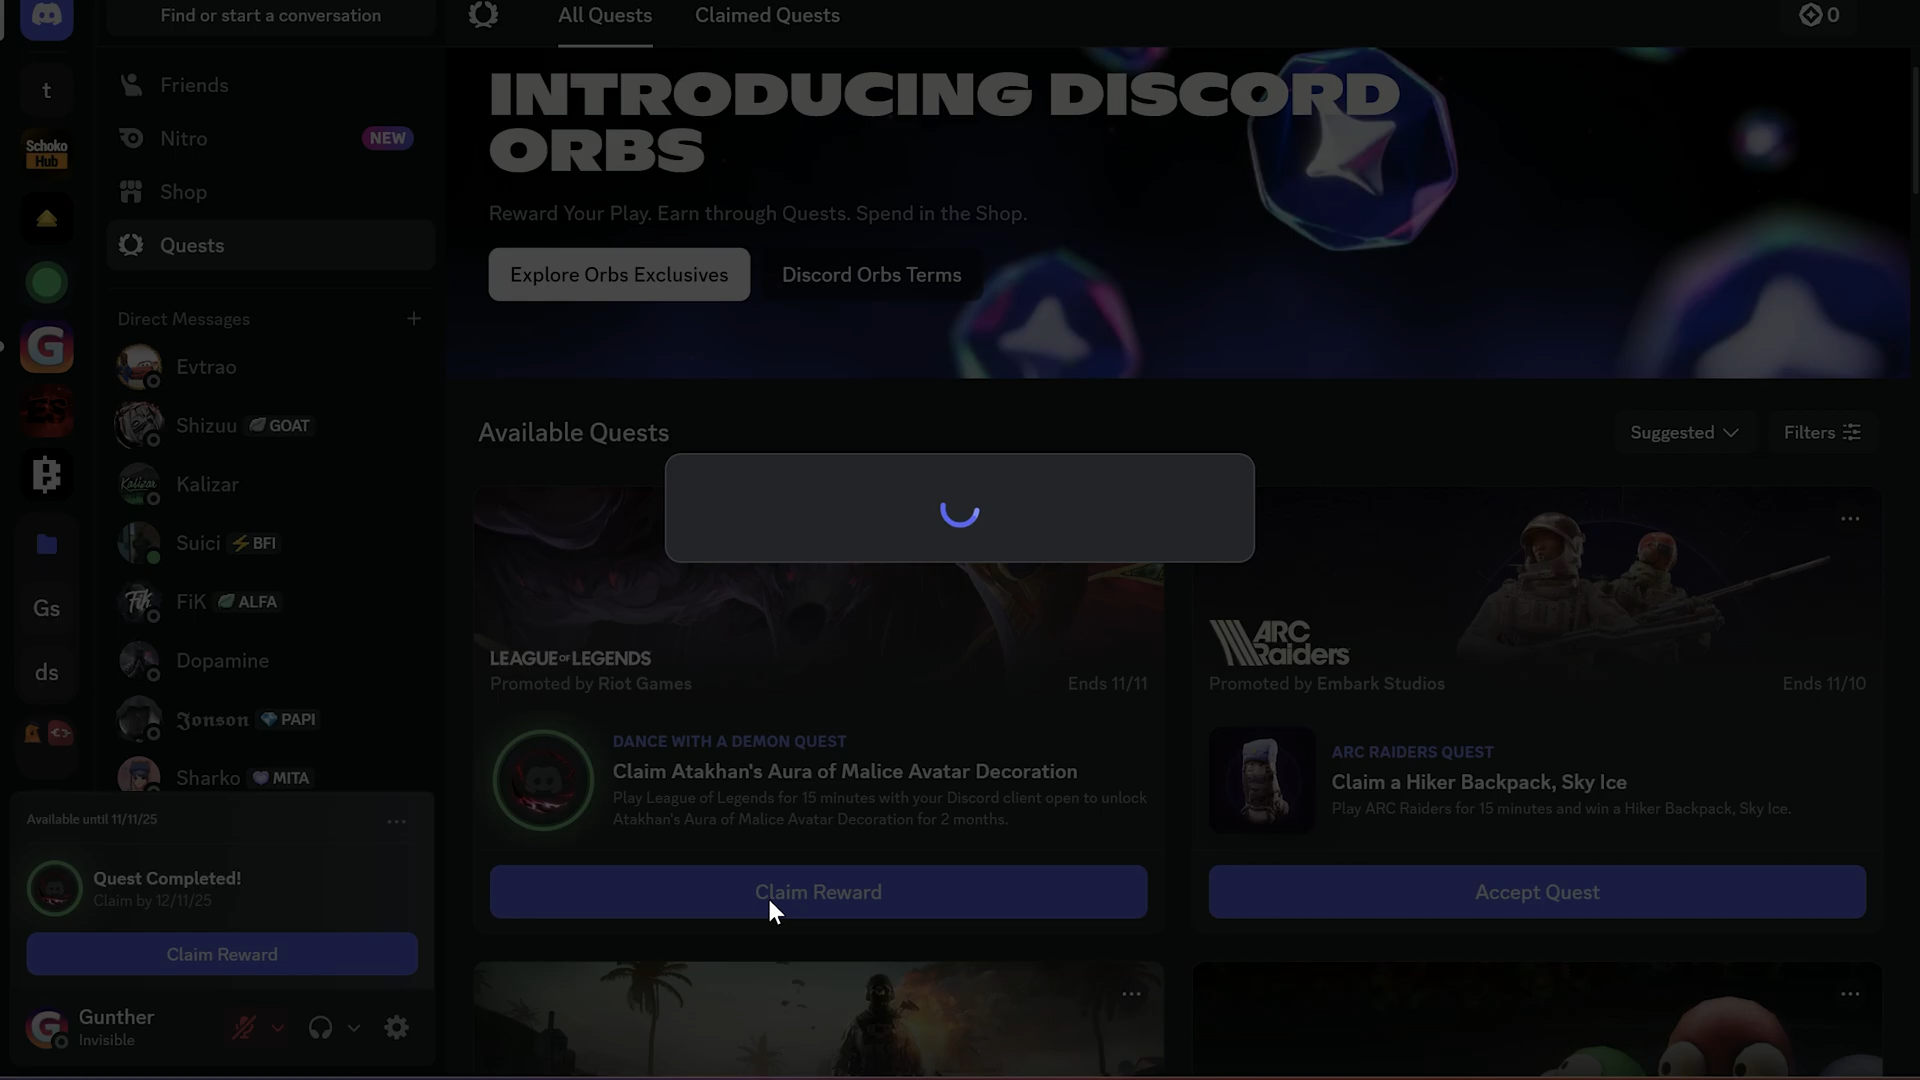 Find or start a conversation
All Quests
Claimed Quests
0
t
Schoko
Hub
G
ES
Gs
ds
Friends
Nitro
NEW
Shop
Quests
Direct Messages
Evtrao
Shizuu
GOAT
Kalizar
Suici
BFI
FiK
ALFA
Dopamine
Jonson
PAPI
Sharko
MITA
Available until 11/11/25
Quest Completed!
Claim by 12/11/25
Claim Reward
Gunther
Invisible
INTRODUCING DISCORD
ORBS
Reward Your Play. Earn through Quests. Spend in the Shop.
Explore Orbs Exclusives
Discord Orbs Terms
Available Quests
Suggested
Filters
LEAGUE OF LEGENDS
Promoted by Riot Games
Ends 11/11
DANCE WITH A DEMON QUEST
Claim Atakhan's Aura of Malice Avatar Decoration
Play League of Legends for 15 minutes with your Discord client open to unlock
Atakhan's Aura of Malice Avatar Decoration for 2 months.
Claim Reward
ARC
Raiders
Promoted by Embark Studios
Ends 11/10
ARC RAIDERS QUEST
Claim a Hiker Backpack, Sky Ice
Play ARC Raiders for 15 minutes and win a Hiker Backpack, Sky Ice.
Accept Quest